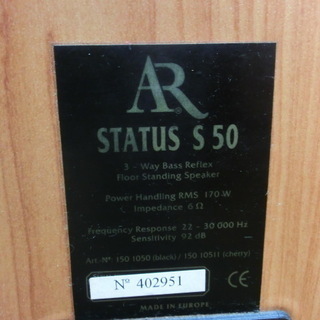 AR
STATUS S 50
3 - Way Bass Reflex
Floor Standing Speaker
Power Handling RMS 170 W
Impedance 6 Ω
Frequency Response 22 - 30 000 Hz
Sensitivity 92 dB
Art.-Nº 150 1050 (black) / 150 10511 (cherry)
Nº 402951
CE
MADE IN EUROPE